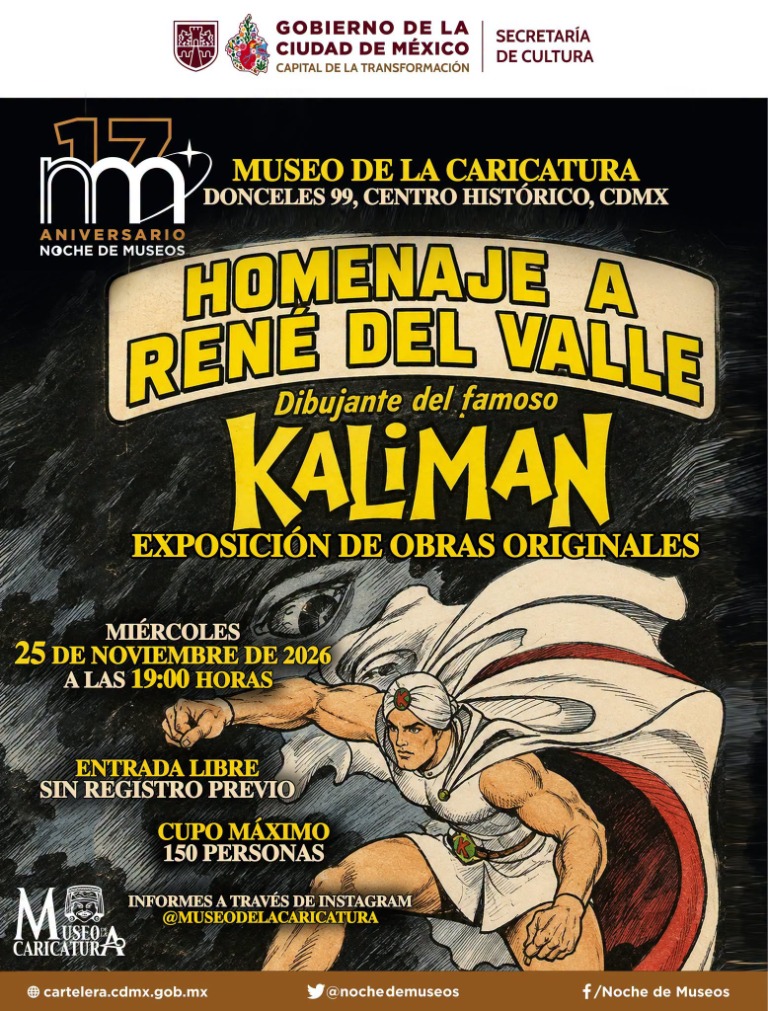 GOBIERNO DE LA
CIUDAD DE MÉXICO
CAPITAL DE LA TRANSFORMACIÓN
SECRETARÍA
DE CULTURA
17
nm
ANIVERSARIO
NOCHE DE MUSEOS
MUSEO DE LA CARICATURA
DONCELES 99, CENTRO HISTÓRICO, CDMX
HOMENAJE A
RENÉ DEL VALLE
Dibujante del famoso
KALiMAN
EXPOSICIÓN DE OBRAS ORIGINALES
MIÉRCOLES
25 DE NOVIEMBRE DE 2026
A LAS 19:00 HORAS
K
ENTRADA LIBRE
SIN REGISTRO PREVIO
K
CUPO MÁXIMO
150 PERSONAS
INFORMES A TRAVÉS DE INSTAGRAM
@MUSEODELACARICATURA
MUSEO DE LA
CARICATURA
cartelera.cdmx.gob.mx
@nochedemuseos
/Noche de Museos